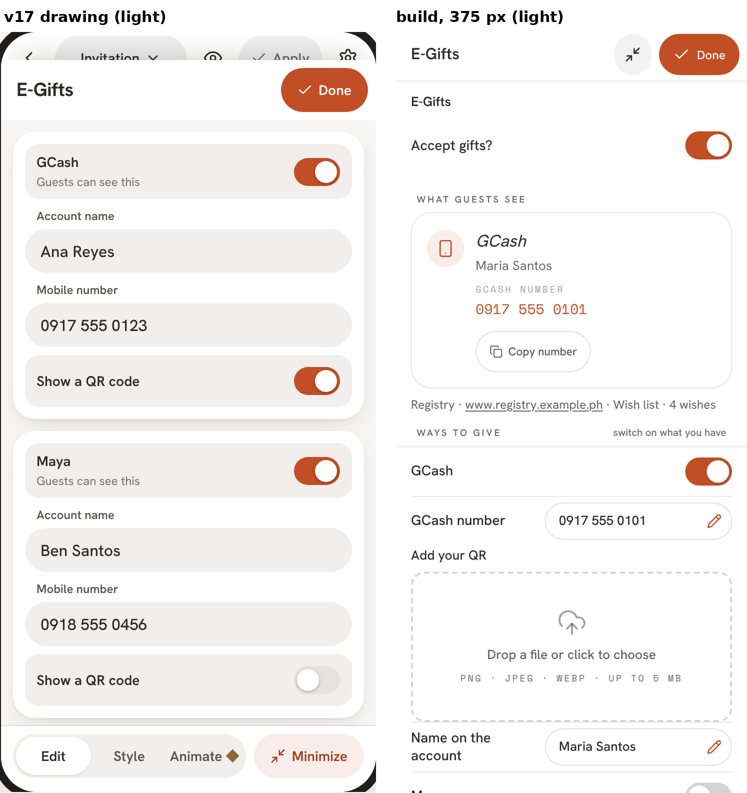 v17 drawing (light)
Invitation
Apply
E-Gifts
Done
GCash
Guests can see this
Account name
Ana Reyes
Mobile number
0917 555 0123
Show a QR code
Maya
Guests can see this
Account name
Ben Santos
Mobile number
0918 555 0456
Show a QR code
Edit
Style
Animate
Minimize
build, 375 px (light)
E-Gifts
Done
E-Gifts
Accept gifts?
WHAT GUESTS SEE
GCash
Maria Santos
GCASH NUMBER
0917 555 0101
Copy number
Registry · www.registry.example.ph · Wish list · 4 wishes
WAYS TO GIVE
switch on what you have
GCash
GCash number
0917 555 0101
Add your QR
Drop a file or click to choose
PNG · JPEG · WEBP · UP TO 5 MB
Name on the
account
Maria Santos